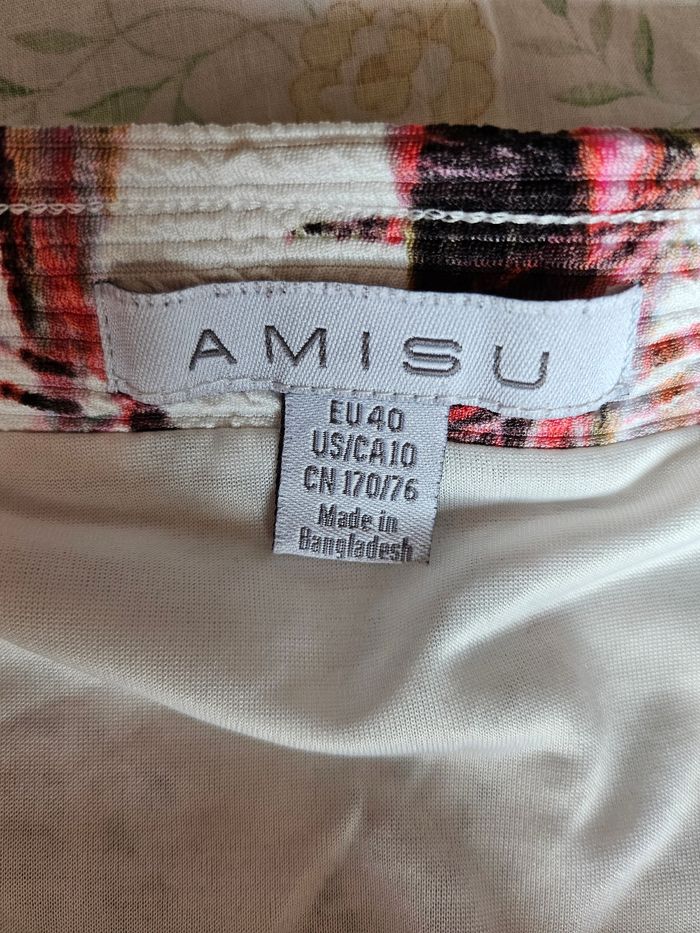 AMISU
EU 40
US/CA 10
CN 170/76
Made in
Bangladesh